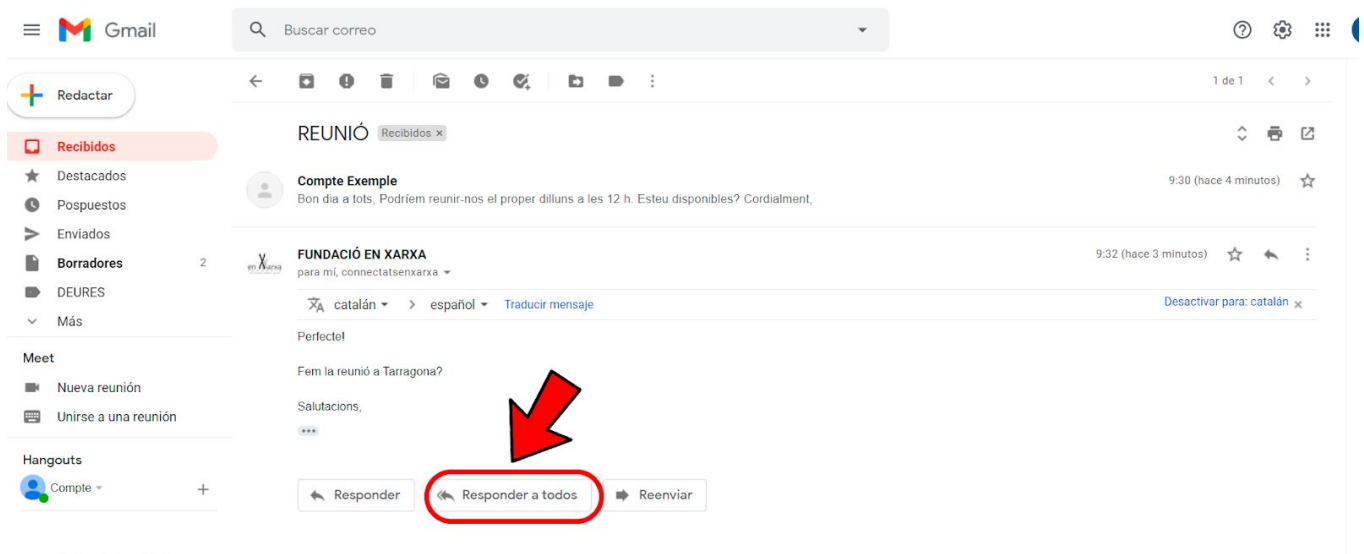 Gmail
Buscar correo
Redactar
1 de 1
REUNIÓ Recibidos ×
Recibidos
Destacados
Pospuestos
Enviados
Borradores 2
DEURES
Más
Compte Exemple 9:30 (hace 4 minutos)
Bon dia a tots, Podríem reunir-nos el proper dilluns a les 12 h. Esteu disponibles? Cordialment,
en Xarxa
FUNDACIÓ EN XARXA 9:32 (hace 3 minutos)
para mí, connectatsenxarxa
catalán > español Traducir mensaje Desactivar para: catalán ×
Perfecte!
Fem la reunió a Tarragona?
Salutacions,
Meet
Nueva reunión
Unirse a una reunión
Hangouts
Compte +
Responder Responder a todos Reenviar